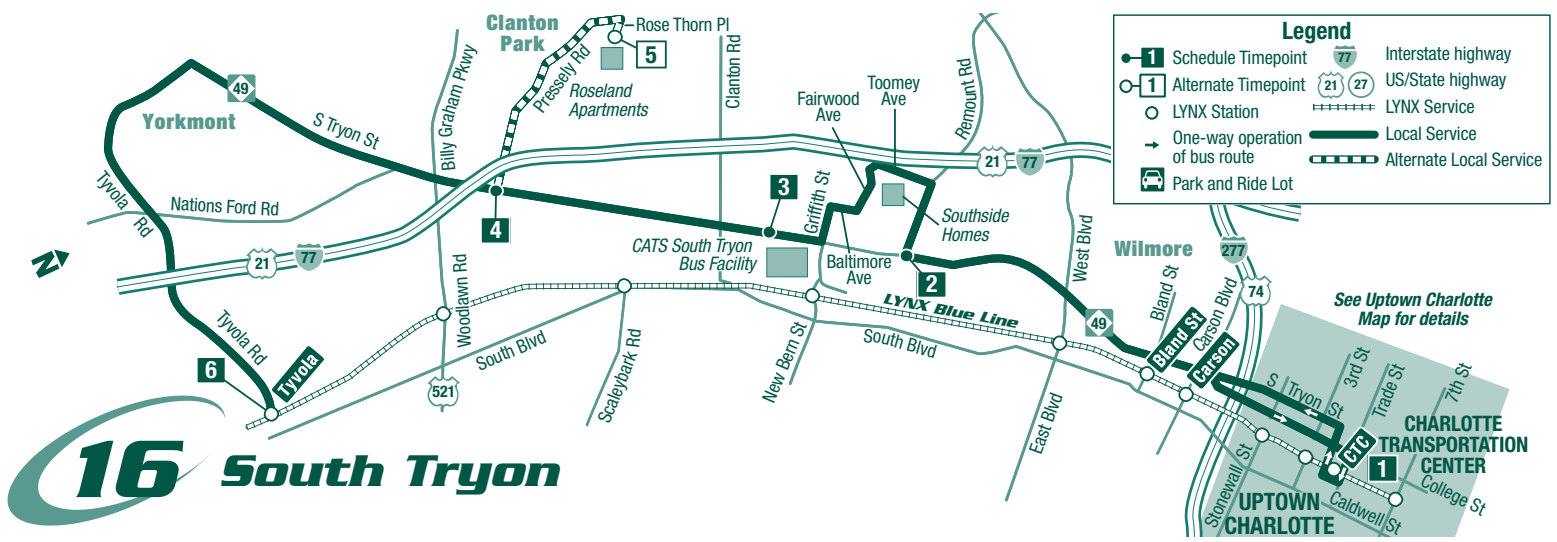 Clanton
Park
Rose Thorn Pl
5
Pressely Rd
Roseland
Apartments
49
Yorkmont
S Tryon St
Billy Graham Pkwy
Clanton Rd
Fairwood
Ave
Toomey
Ave
Remount Rd
21
77
Legend
1 Schedule Timepoint
1 Alternate Timepoint
LYNX Station
One-way operation
of bus route
Park and Ride Lot
77 Interstate highway
21 27 US/State highway
LYNX Service
Local Service
Alternate Local Service
Tyvola Rd
Nations Ford Rd
N
21
77
4
3
Griffith St
Southside
Homes
CATS South Tryon
Bus Facility
Baltimore
Ave
2
West Blvd
Wilmore
277
74
Bland St
Carson Blvd
See Uptown Charlotte
Map for details
Woodlawn Rd
LYNX Blue Line
49
Bland St
Carson
Tyvola Rd
6
Tyvola
521
South Blvd
Scaleybark Rd
New Bern St
South Blvd
East Blvd
S Tryon St
3rd St
Trade St
7th St
CHARLOTTE
TRANSPORTATION
CENTER
CTC
1
College St
Stonewall St
Caldwell St
UPTOWN
CHARLOTTE
16 South Tryon